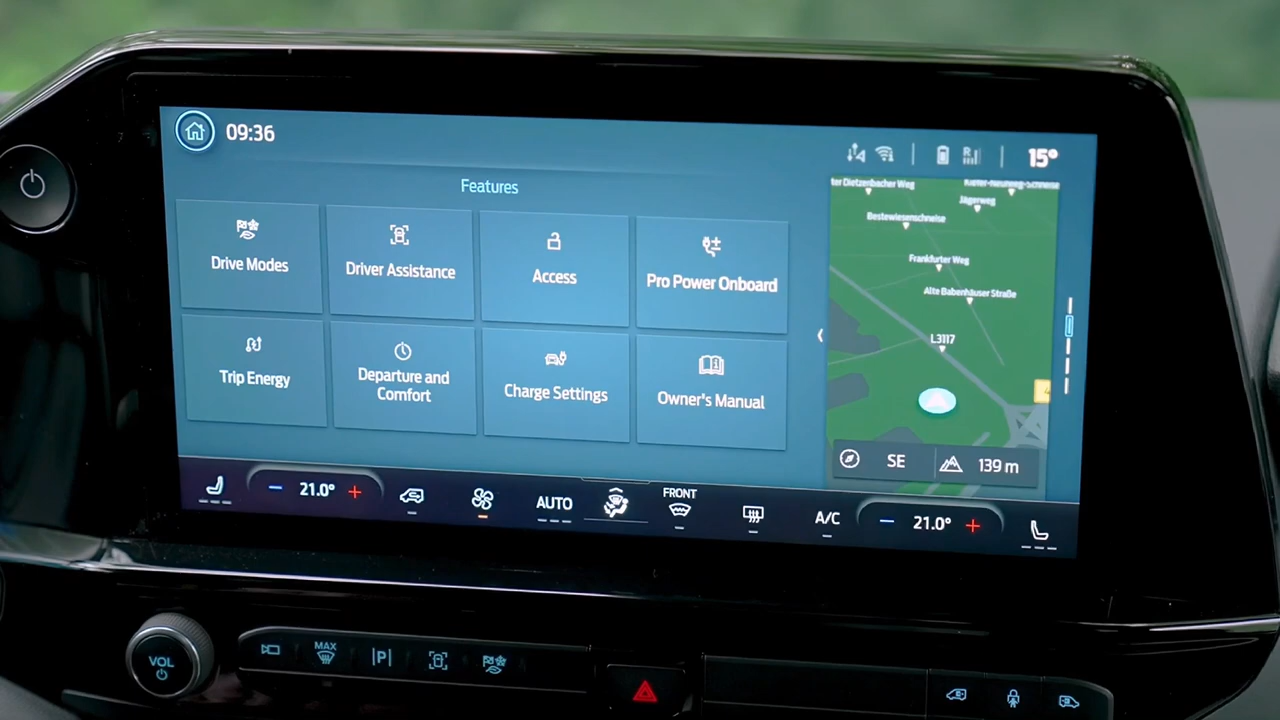 09:36
15°
Features
Drive Modes
Driver Assistance
Access
Pro Power Onboard
Trip Energy
Departure and
Comfort
Charge Settings
Owner's Manual
ter Dietzenbacher Weg
Jägerweg
Bestewiesenschneise
Frankfurter Weg
Alte Babenhäuser Straße
L3117
SE
139 m
− 21.0° +
AUTO
FRONT
A/C
− 21.0° +
VOL
MAX
P